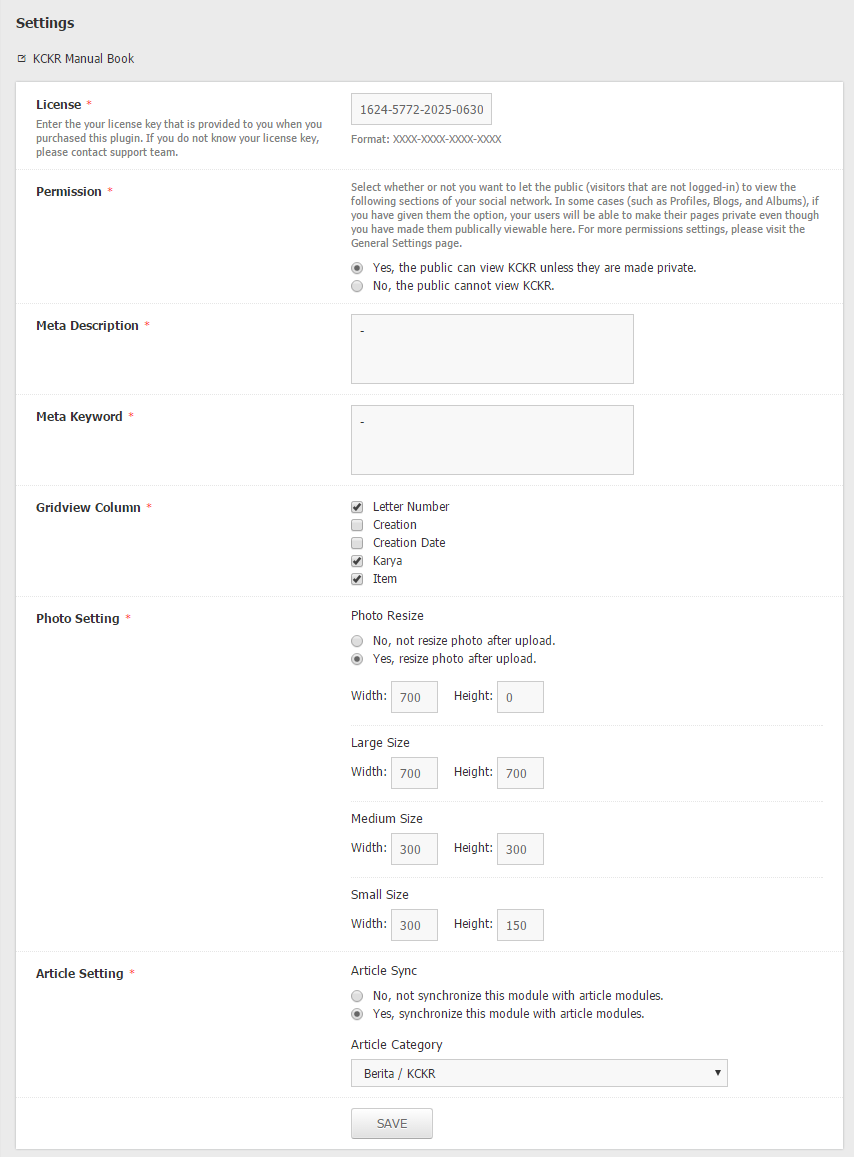 Settings
KCKR Manual Book
License *
Enter the your license key that is provided to you when you
purchased this plugin. If you do not know your license key,
please contact support team.
1624-5772-2025-0630
Format: XXXX-XXXX-XXXX-XXXX
Permission *
Select whether or not you want to let the public (visitors that are not logged-in) to view the
following sections of your social network. In some cases (such as Profiles, Blogs, and Albums), if
you have given them the option, your users will be able to make their pages private even though
you have made them publically viewable here. For more permissions settings, please visit the
General Settings page.
Yes, the public can view KCKR unless they are made private.
No, the public cannot view KCKR.
Meta Description *
-
Meta Keyword *
-
Gridview Column *
Letter Number
Creation
Creation Date
Karya
Item
Photo Setting *
Photo Resize
No, not resize photo after upload.
Yes, resize photo after upload.
Width: 700 Height: 0
Large Size
Width: 700 Height: 700
Medium Size
Width: 300 Height: 300
Small Size
Width: 300 Height: 150
Article Setting *
Article Sync
No, not synchronize this module with article modules.
Yes, synchronize this module with article modules.
Article Category
Berita / KCKR
SAVE